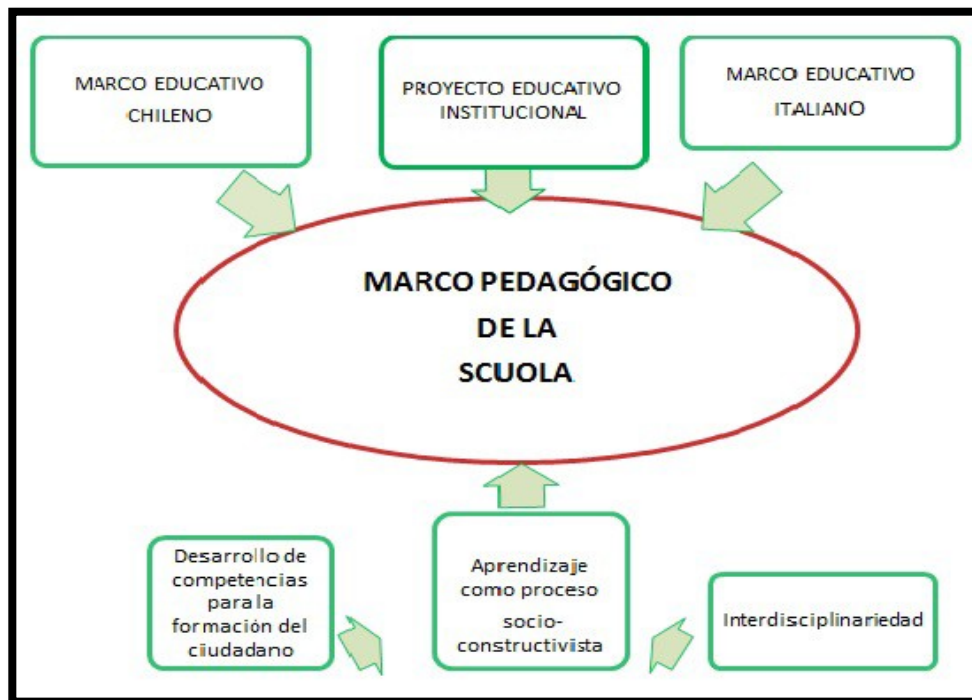 MARCO EDUCATIVO
CHILENO
PROYECTO EDUCATIVO
INSTITUCIONAL
MARCO EDUCATIVO
ITALIANO
MARCO PEDAGÓGICO
DE LA
SCUOLA
Desarrollo de
competencias
para la
formación del
ciudadano
Aprendizaje
como proceso
socio-
constructivista
Interdisciplinariedad